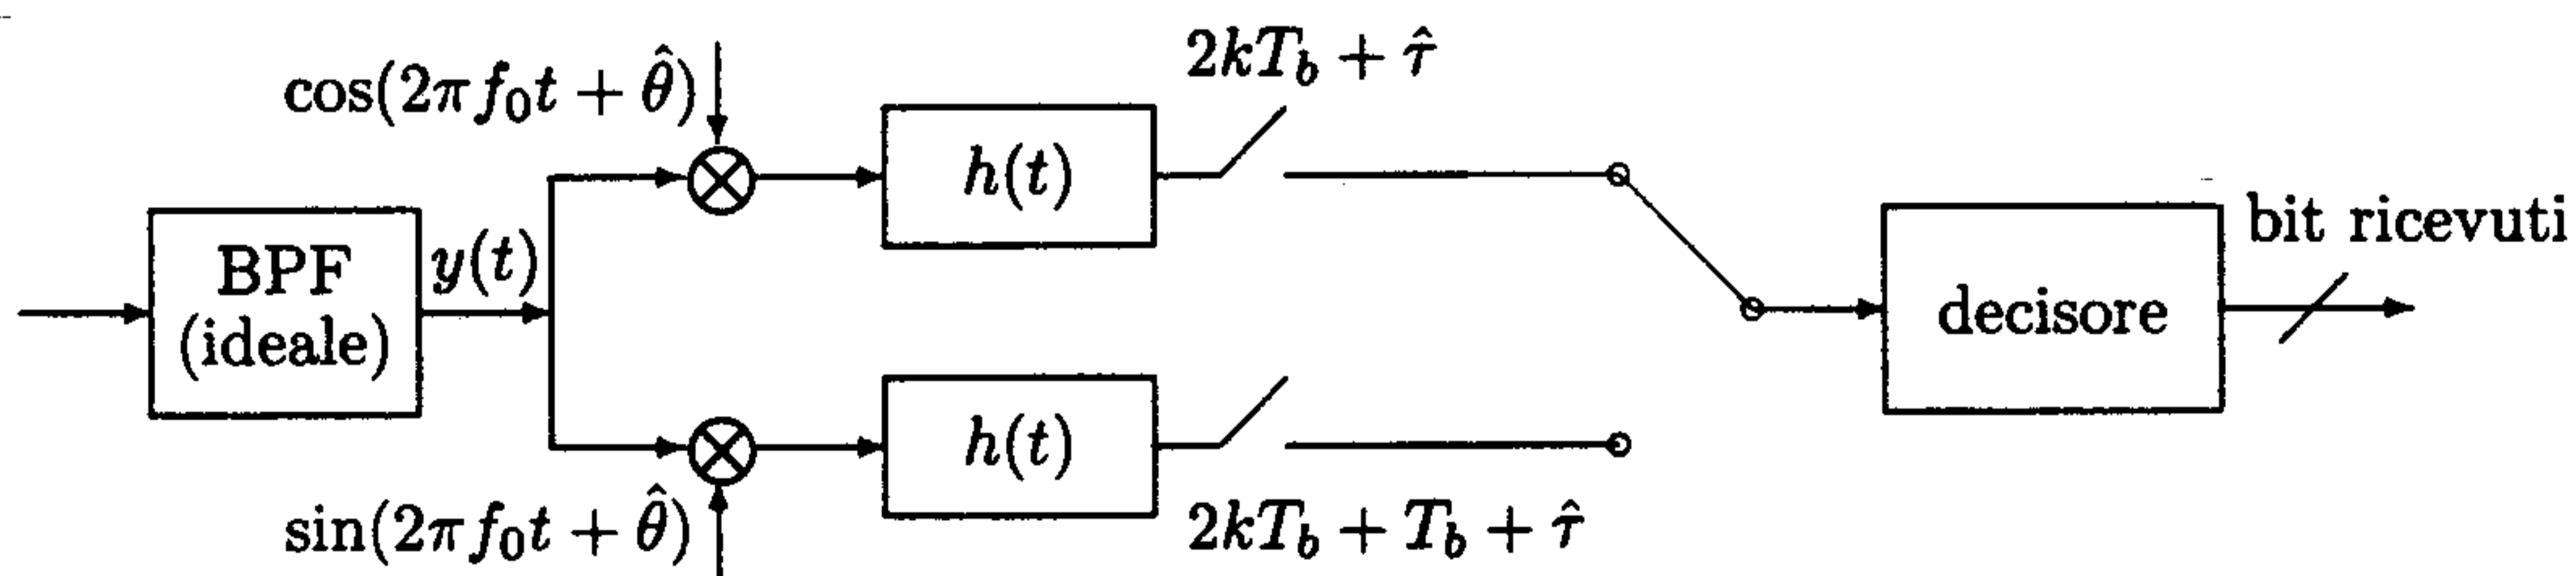 cos(2πf₀t + θ̂)
2kT_b + τ̂
h(t)
BPF
(ideale)
y(t)
decisore
bit ricevuti
h(t)
sin(2πf₀t + θ̂)
2kT_b + T_b + τ̂